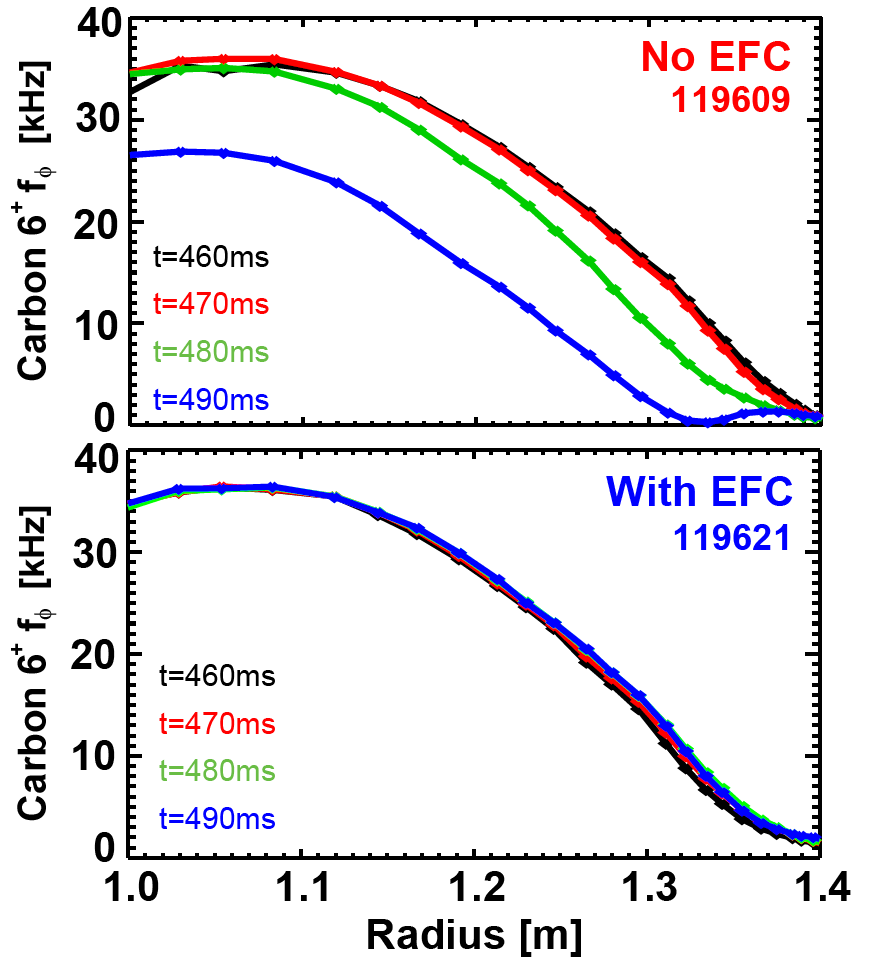 40
30
20
10
0
Carbon 6+ fϕ [kHz]
No EFC
119609
t=460ms
t=470ms
t=480ms
t=490ms
40
30
20
10
0
Carbon 6+ fϕ [kHz]
With EFC
119621
t=460ms
t=470ms
t=480ms
t=490ms
1.0 1.1 1.2 1.3 1.4
Radius [m]